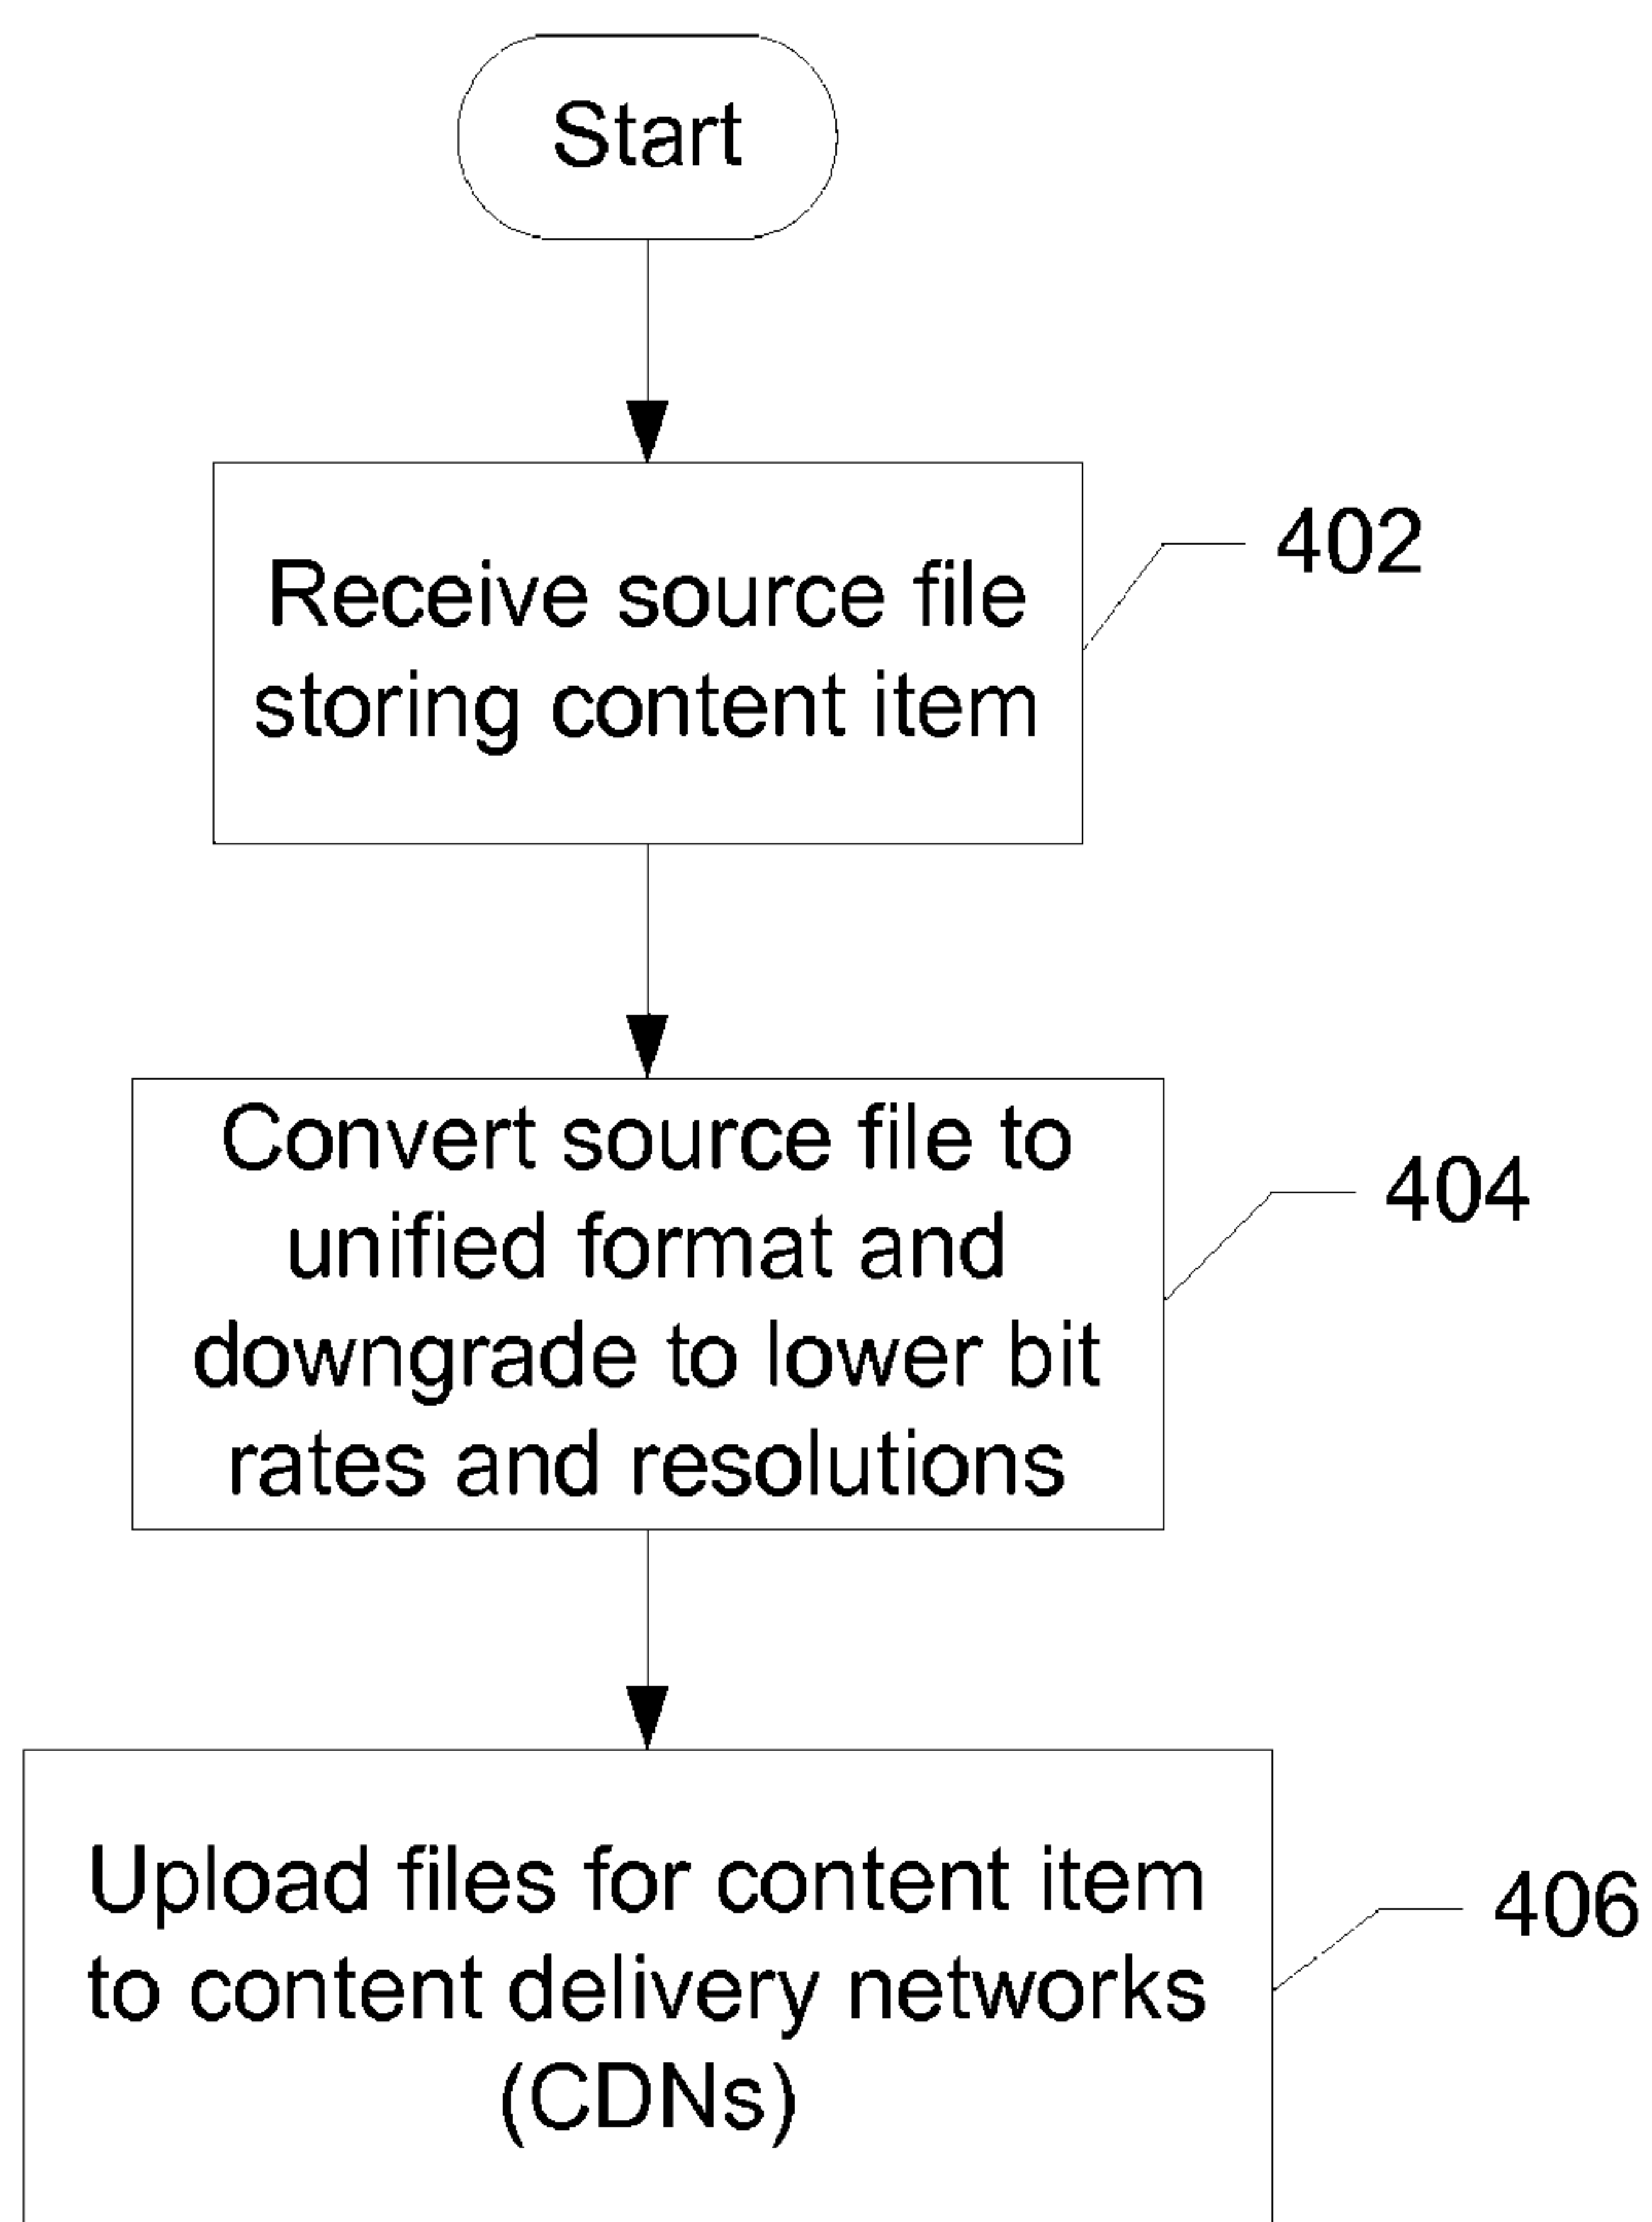 Start
402
Receive source file
storing content item
Convert source file to
unified format and
downgrade to lower bit
rates and resolutions
404
Upload files for content item
to content delivery networks
(CDNs)
406